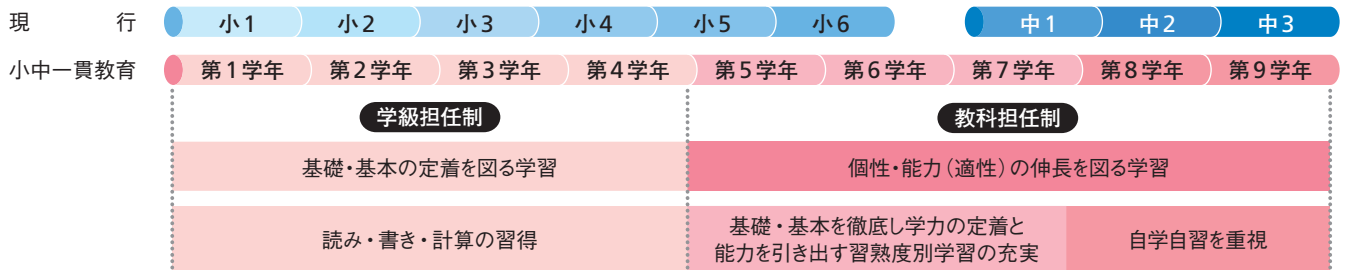 現行 小1 小2 小3 小4 小5 小6 中1 中2 中3
小中一貫教育 第1学年 第2学年 第3学年 第4学年 第5学年 第6学年 第7学年 第8学年 第9学年
学級担任制 教科担任制
基礎・基本の定着を図る学習 個性・能力(適性)の伸長を図る学習
読み・書き・計算の習得
基礎・基本を徹底し学力の定着と
能力を引き出す習熟度別学習の充実
自学自習を重視